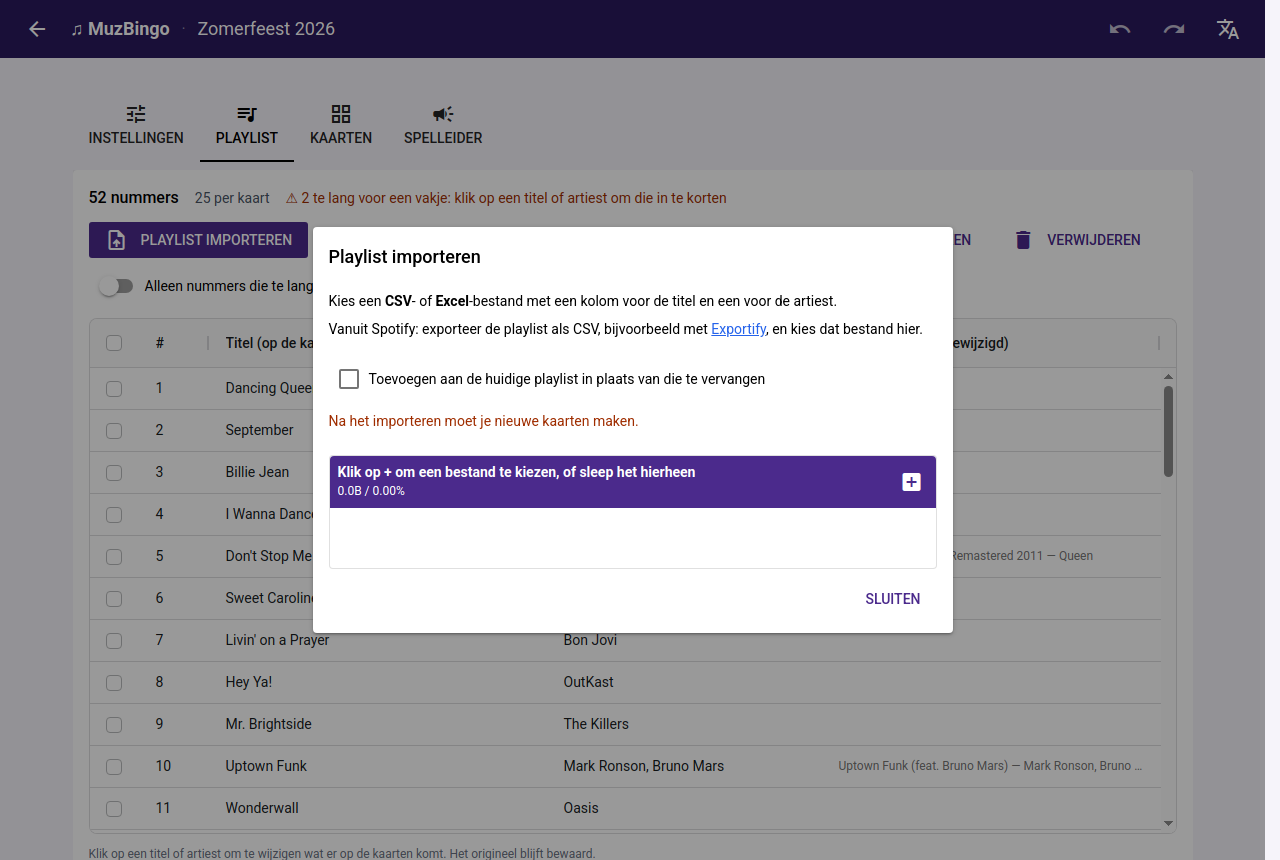 ♫ MuzBingo · Zomerfeest 2026
INSTELLINGEN PLAYLIST KAARTEN SPELLEIDER
52 nummers 25 per kaart ⚠ 2 te lang voor een vakje: klik op een titel of artiest om die in te korten
PLAYLIST IMPORTEREN EN VERWIJDEREN
Alleen nummers die te lang
Playlist importeren
Kies een CSV- of Excel-bestand met een kolom voor de titel en een voor de artiest.
Vanuit Spotify: exporteer de playlist als CSV, bijvoorbeeld met Exportify, en kies dat bestand hier.
Toevoegen aan de huidige playlist in plaats van die te vervangen
Na het importeren moet je nieuwe kaarten maken.
Klik op + om een bestand te kiezen, of sleep het hierheen
0.0B / 0.00%
SLUITEN
# Titel (op de ka ewijzigd)
1 Dancing Quee
2 September
3 Billie Jean
4 I Wanna Danc
5 Don't Stop Me Remastered 2011 — Queen
6 Sweet Carolin
7 Livin' on a Prayer Bon Jovi
8 Hey Ya! OutKast
9 Mr. Brightside The Killers
10 Uptown Funk Mark Ronson, Bruno Mars Uptown Funk (feat. Bruno Mars) — Mark Ronson, Bruno ...
11 Wonderwall Oasis
Klik op een titel of artiest om te wijzigen wat er op de kaarten komt. Het origineel blijft bewaard.